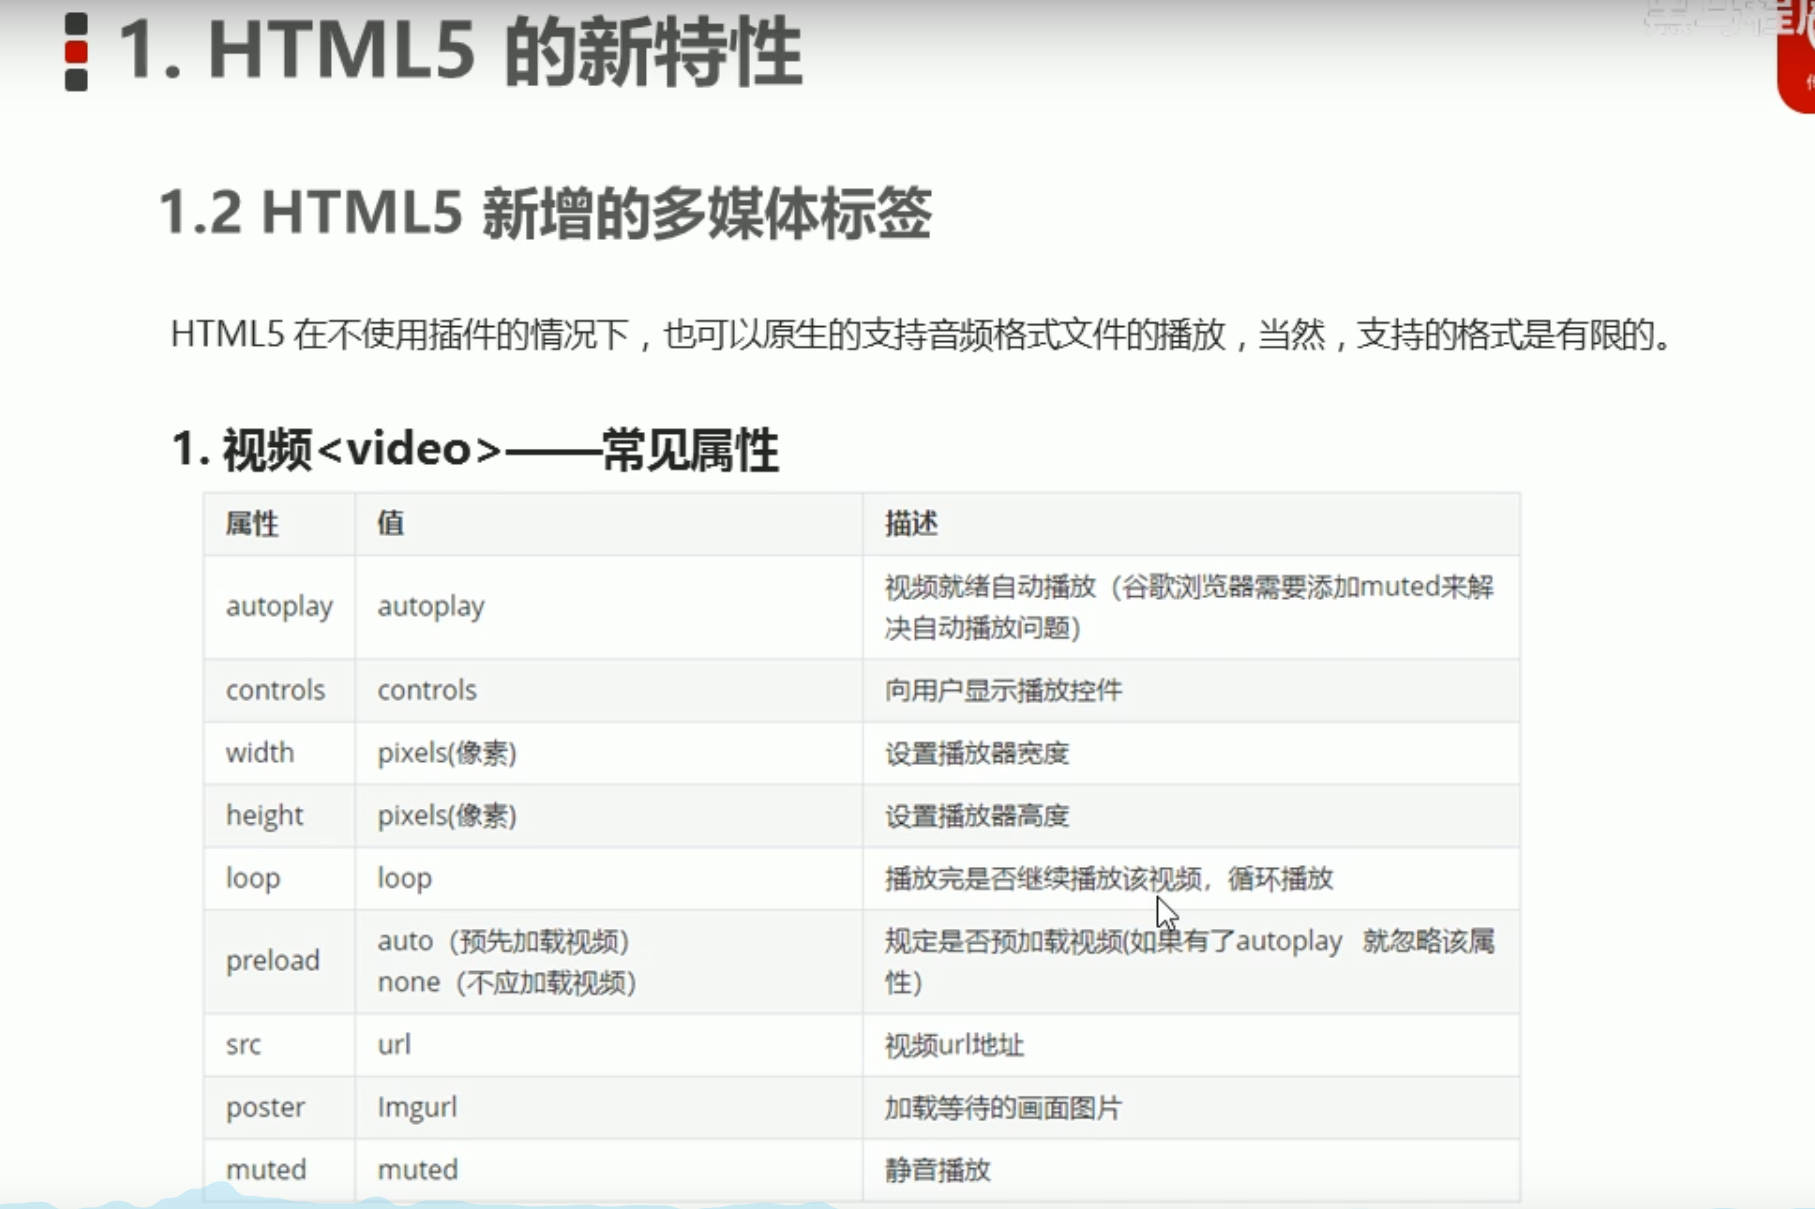 1. HTML5 的新特性
1.2 HTML5 新增的多媒体标签
HTML5 在不使用插件的情况下，也可以原生的支持音频格式文件的播放，当然，支持的格式是有限的。
1. 视频<video>——常见属性
属性 值 描述
autoplay autoplay 视频就绪自动播放（谷歌浏览器需要添加muted来解
决自动播放问题）
controls controls 向用户显示播放控件
width pixels(像素) 设置播放器宽度
height pixels(像素) 设置播放器高度
loop loop 播放完是否继续播放该视频，循环播放
preload auto（预先加载视频）
none（不应加载视频） 规定是否预加载视频(如果有了autoplay 就忽略该属
性）
src url 视频url地址
poster Imgurl 加载等待的画面图片
muted muted 静音播放